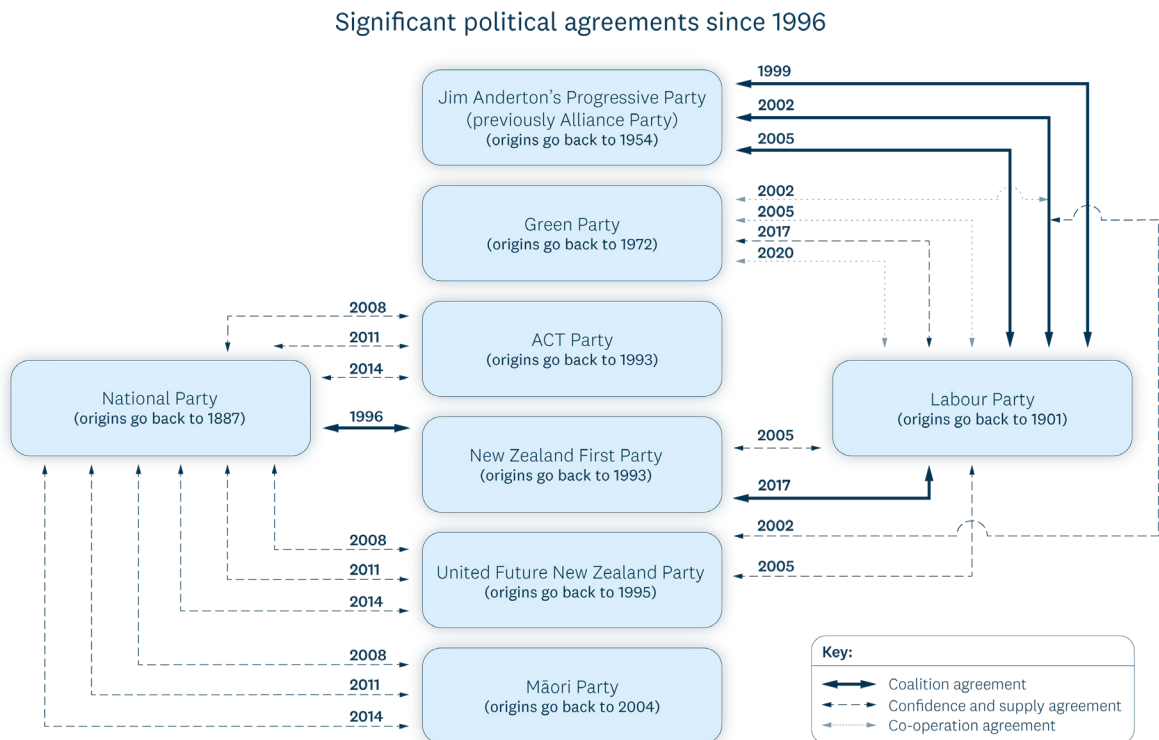 Significant political agreements since 1996
Jim Anderton’s Progressive Party
(previously Alliance Party)
(origins go back to 1954)
1999
2002
2005
Green Party
(origins go back to 1972)
2002
2005
2017
2020
2008
2011
2014
ACT Party
(origins go back to 1993)
National Party
(origins go back to 1887)
Labour Party
(origins go back to 1901)
1996
New Zealand First Party
(origins go back to 1993)
2005
2017
2008
2011
2014
United Future New Zealand Party
(origins go back to 1995)
2002
2005
2008
2011
2014
Māori Party
(origins go back to 2004)
Key:
Coalition agreement
Confidence and supply agreement
Co-operation agreement